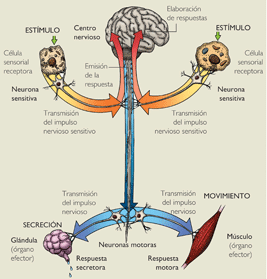 Elaboración
de respuestas
ESTÍMULO
Centro
nervioso
ESTÍMULO
Célula
sensorial
receptora
Célula
sensorial
receptora
Emisión
de la
respuesta
Neurona
sensitiva
Neurona
sensitiva
Transmisión
del impulso
nervioso sensitivo
Transmisión
del impulso
nervioso sensitivo
Transmisión
del impulso
nervioso
Transmisión
del impulso
nervioso
MOVIMIENTO
SECRECIÓN
Glándula
(órgano
efector)
Neuronas motoras
Músculo
(órgano
efector)
Respuesta
secretora
Respuesta
motora